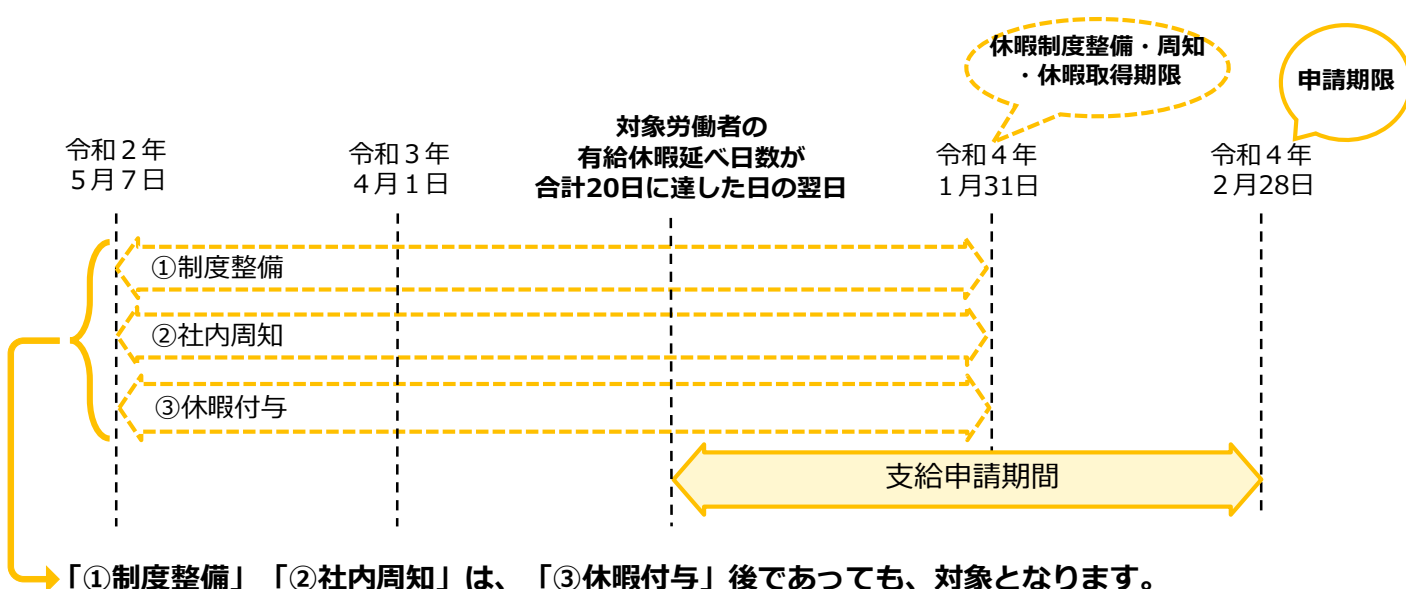 休暇制度整備・周知
・休暇取得期限
申請期限
対象労働者の
有給休暇延べ日数が
合計20日に達した日の翌日
令和２年
５月７日
令和３年
４月１日
令和４年
１月31日
令和４年
２月28日
①制度整備
②社内周知
③休暇付与
支給申請期間
「①制度整備」「②社内周知」は、「③休暇付与」後であっても、対象となります。